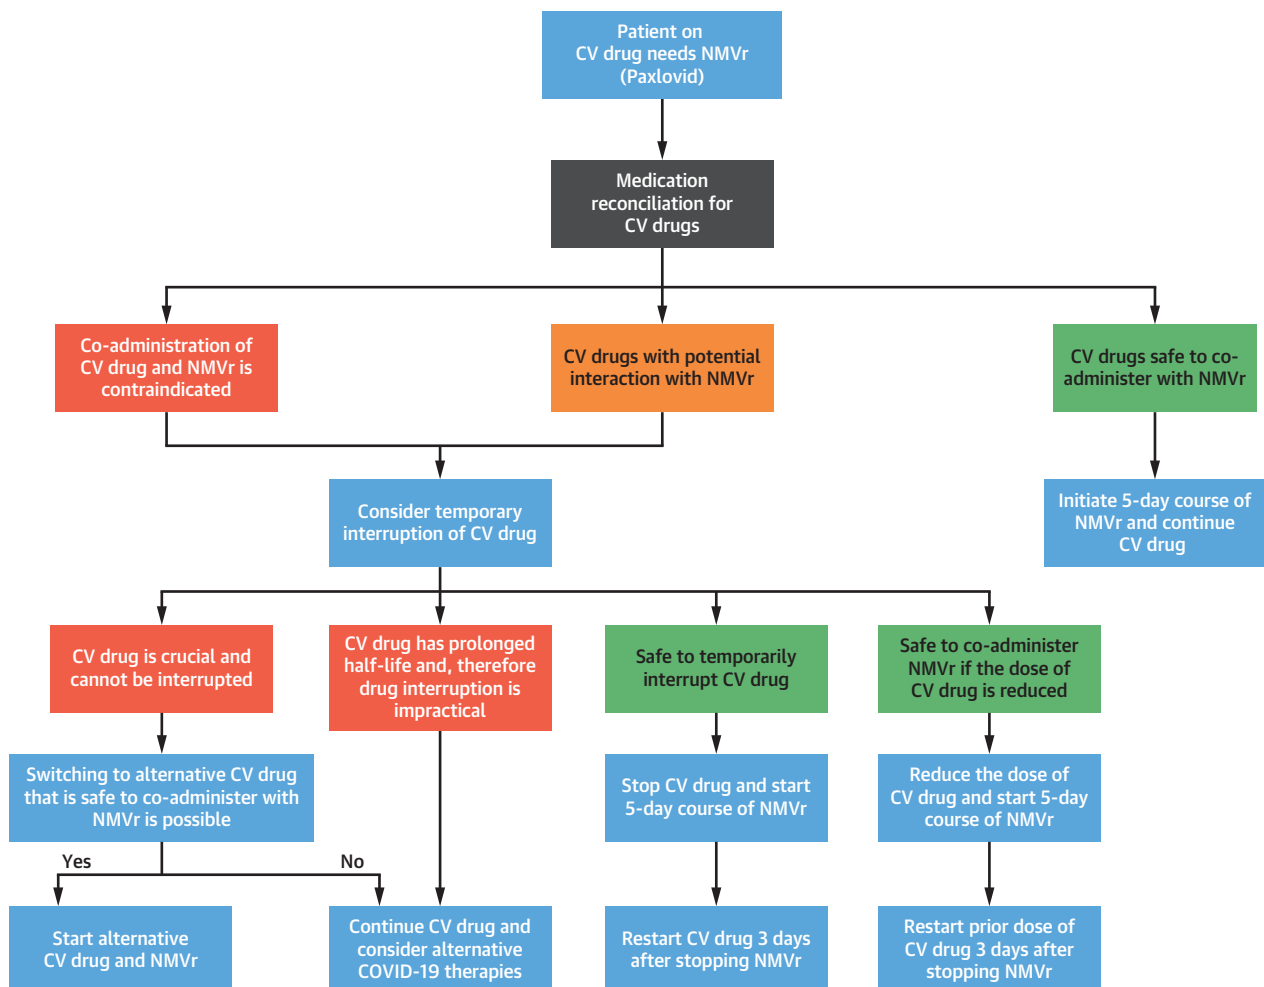 Patient on
CV drug needs NMVr
(Paxlovid)
Medication
reconciliation for
CV drugs
Co-administration of
CV drug and NMVr is
contraindicated
CV drugs with potential
interaction with NMVr
CV drugs safe to co-
administer with NMVr
Consider temporary
interruption of CV drug
Initiate 5-day course of
NMVr and continue
CV drug
CV drug is crucial and
cannot be interrupted
CV drug has prolonged
half-life and, therefore
drug interruption is
impractical
Safe to temporarily
interrupt CV drug
Safe to co-administer
NMVr if the dose of
CV drug is reduced
Switching to alternative CV drug
that is safe to co-administer with
NMVr is possible
Stop CV drug and start
5-day course of NMVr
Reduce the dose of
CV drug and start 5-day
course of NMVr
Yes
No
Start alternative
CV drug and NMVr
Continue CV drug and
consider alternative
COVID-19 therapies
Restart CV drug 3 days
after stopping NMVr
Restart prior dose of
CV drug 3 days after
stopping NMVr